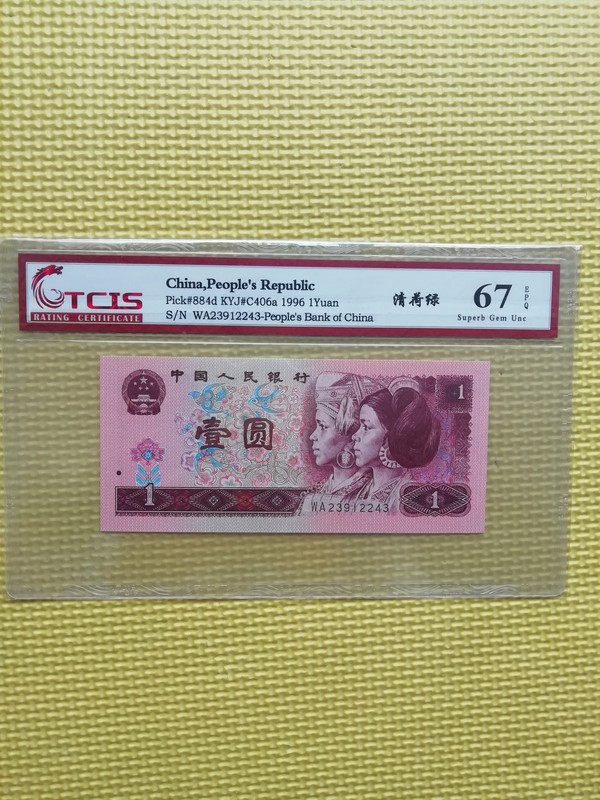 TCIS
RATING CERTIFICATE
China,People's Republic
Pick#884d KYJ#C406a 1996 1Yuan
S/N WA23912243-People's Bank of China
清荷绿
67
EPQ
Superb Gem Unc
中国人民银行
1
壹圆
1
1
WA23912243